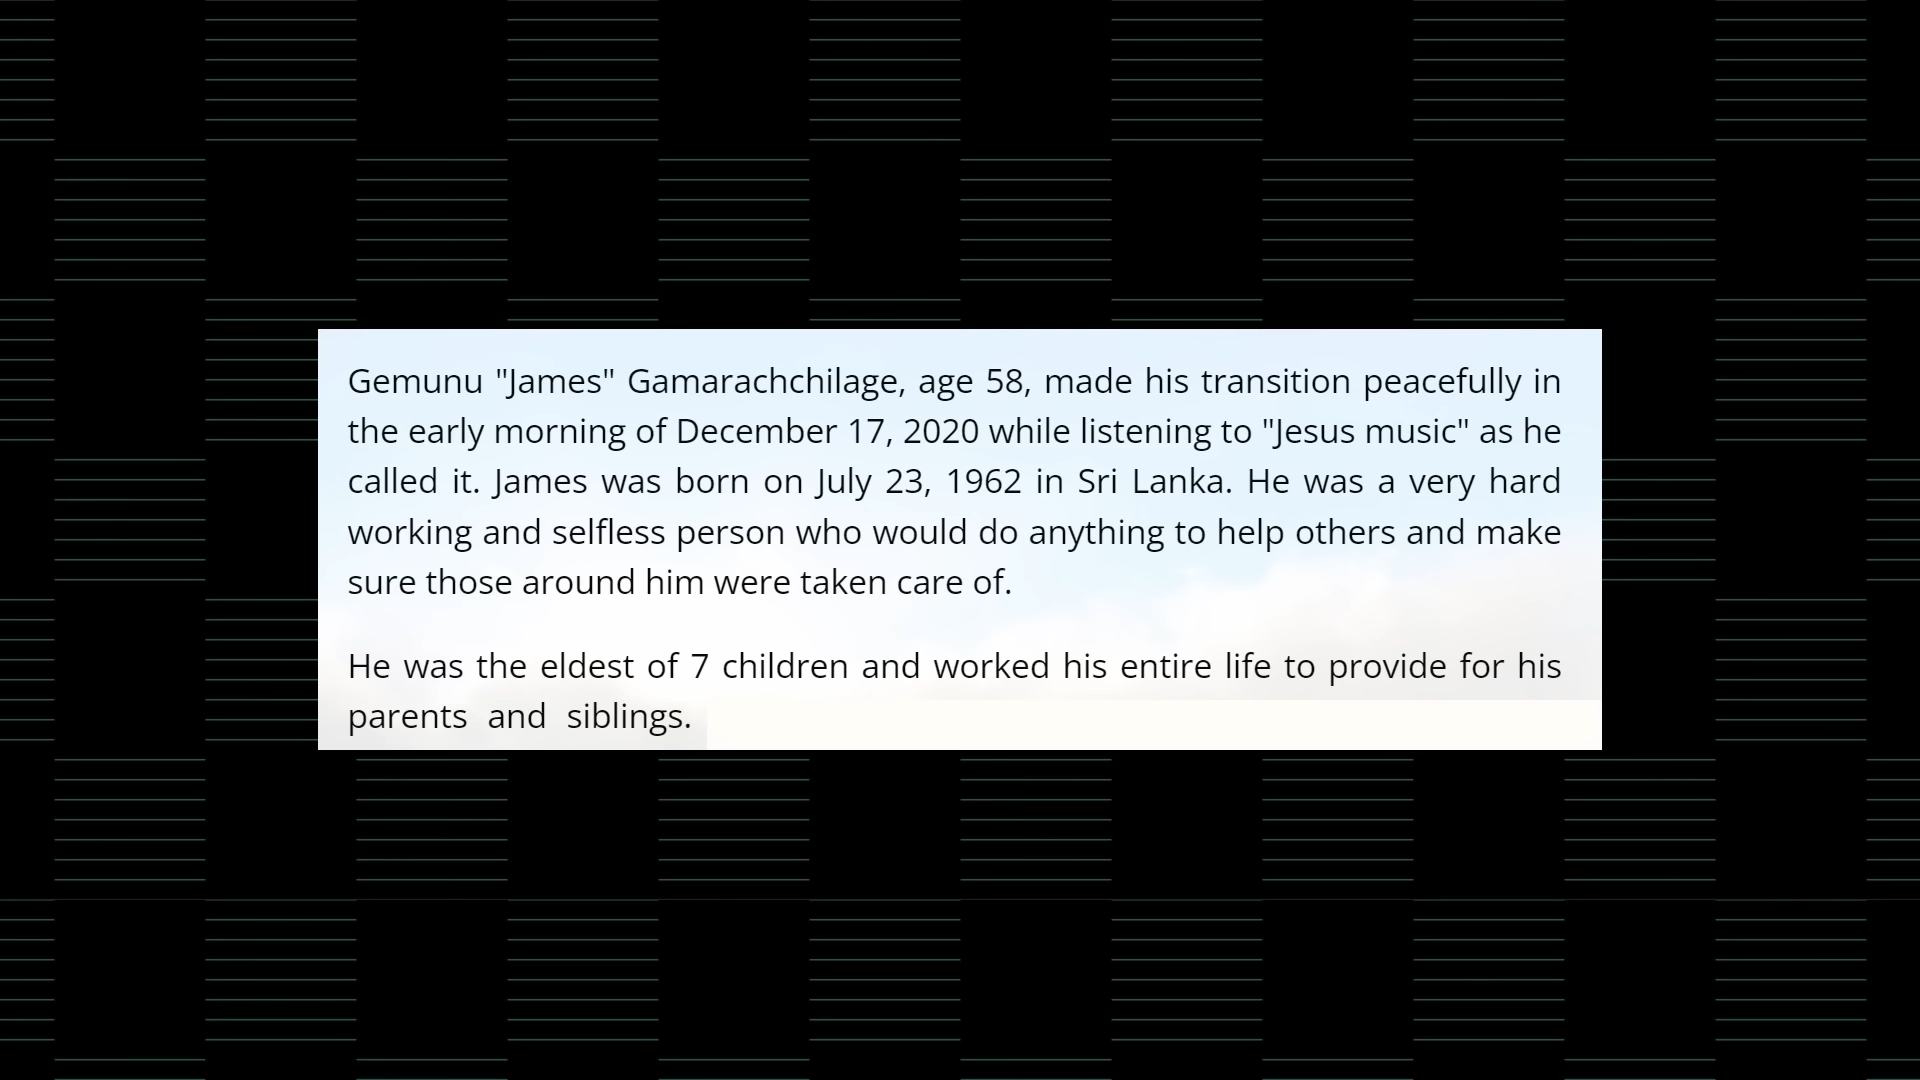 Gemunu "James" Gamarachchilage, age 58, made his transition peacefully in
the early morning of December 17, 2020 while listening to "Jesus music" as he
called it. James was born on July 23, 1962 in Sri Lanka. He was a very hard
working and selfless person who would do anything to help others and make
sure those around him were taken care of.
He was the eldest of 7 children and worked his entire life to provide for his
parents and siblings.